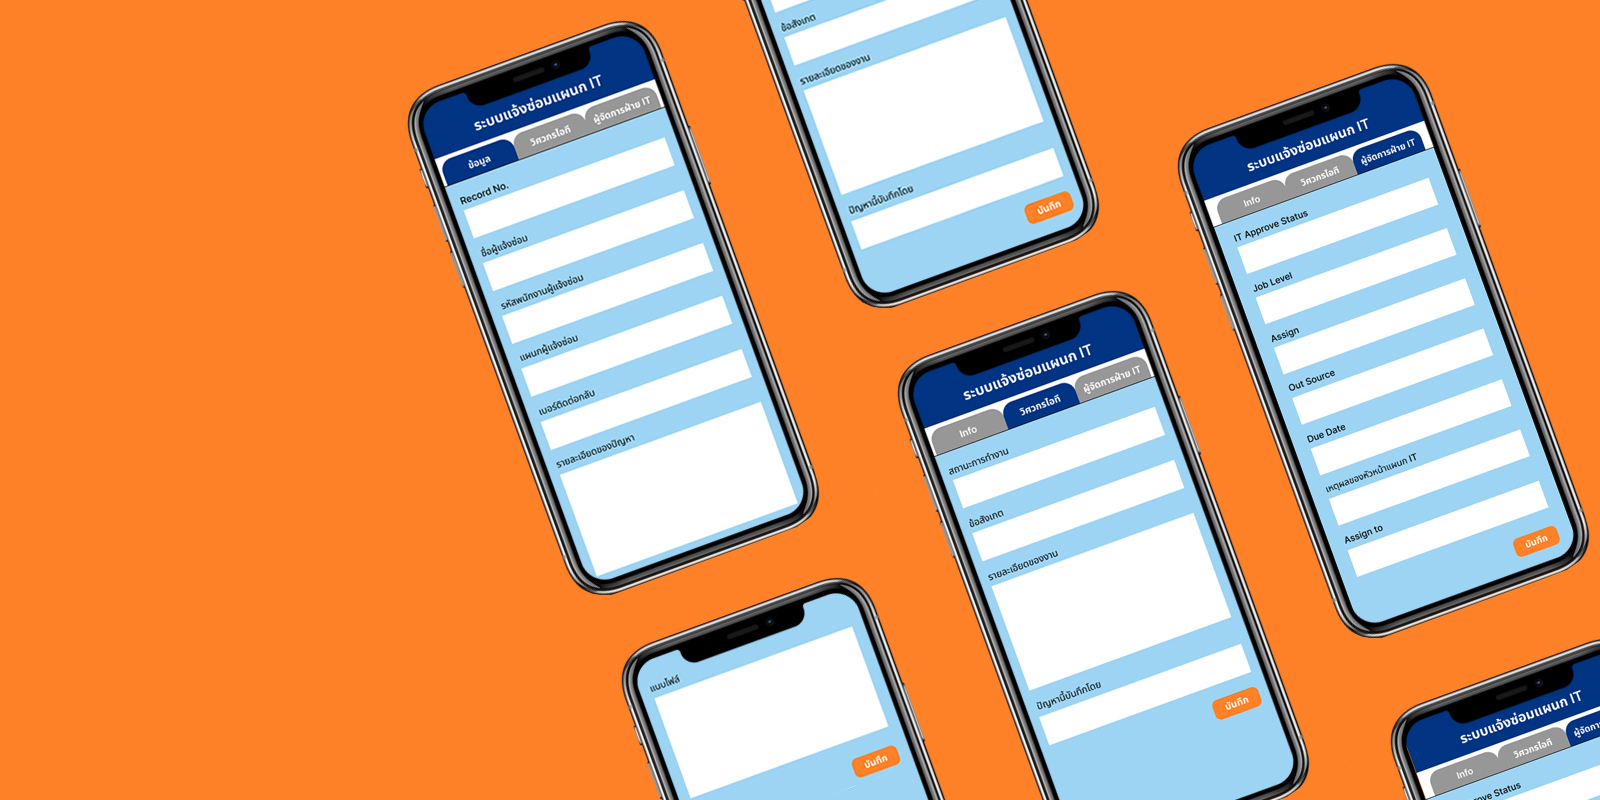 ระบบแจ้งซ่อมแผนก IT
ข้อมูล
วิศวกรไอที
ผู้จัดการฝ่าย IT
Record No.
ชื่อผู้แจ้งซ่อม
รหัสพนักงานผู้แจ้งซ่อม
แผนกผู้แจ้งซ่อม
เบอร์ติดต่อกลับ
รายละเอียดของปัญหา
ข้อสังเกต
รายละเอียดของงาน
ปัญหานี้บันทึกโดย
บันทึก
แนบไฟล์
บันทึก
ระบบแจ้งซ่อมแผนก IT
Info
วิศวกรไอที
ผู้จัดการฝ่าย IT
สถานะการทำงาน
ข้อสังเกต
รายละเอียดของงาน
ปัญหานี้บันทึกโดย
บันทึก
ระบบแจ้งซ่อมแผนก IT
Info
วิศวกรไอที
ผู้จัดการฝ่าย IT
IT Approve Status
Job Level
Assign
Out Source
Due Date
เหตุผลของหัวหน้าแผนก IT
Assign to
บันทึก
ระบบแจ้งซ่อมแผนก IT
Info
วิศวกรไอที
Status